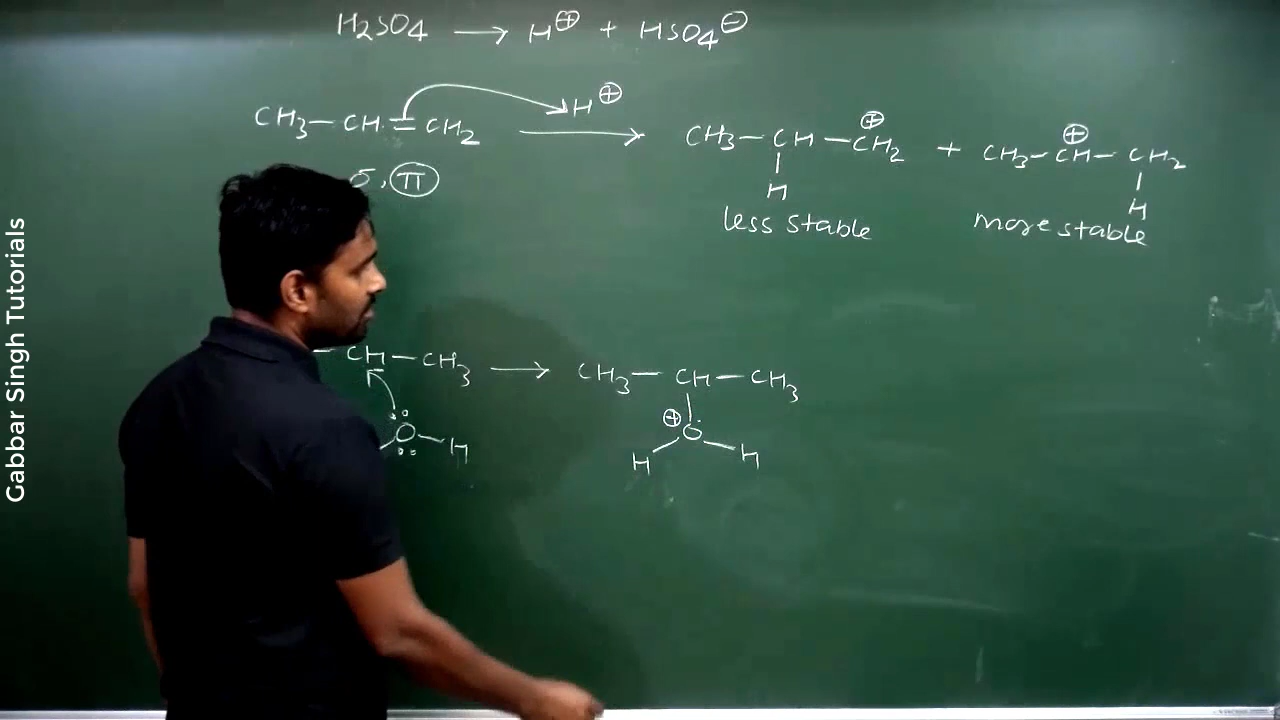 H₂SO₄ → H⊕ + HSO₄⊖
CH₃—CH=CH₂ H⊕ → CH₃—CH—CH₂⊕ + CH₃—CH⊕—CH₂
σ, π
H H
less stable more stable
—CH—CH₃ → CH₃—CH—CH₃
O—H ⊕O
H H
Gabbar Singh Tutorials